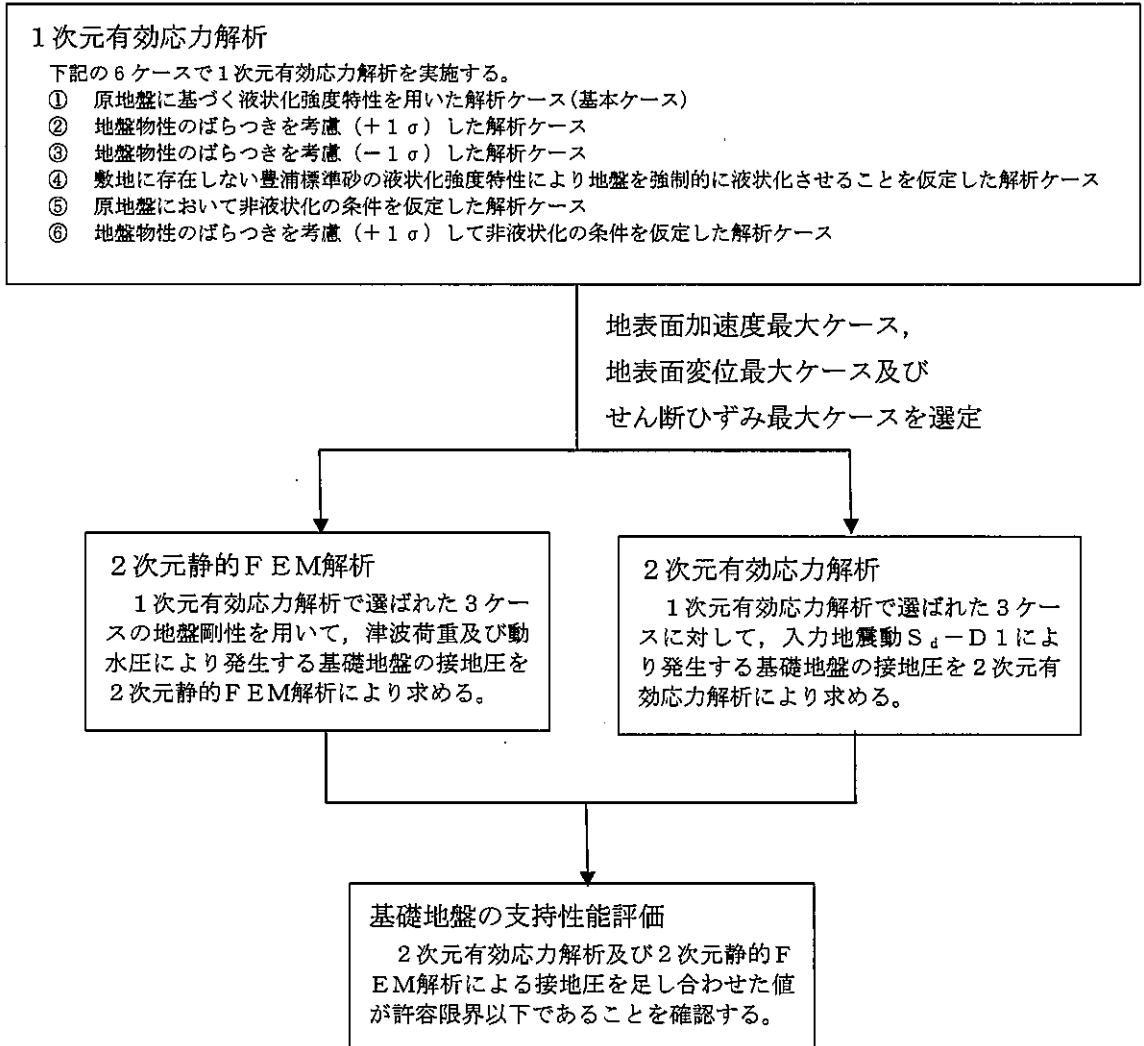 1次元有効応力解析
下記の6ケースで1次元有効応力解析を実施する。
① 原地盤に基づく液状化強度特性を用いた解析ケース(基本ケース)
② 地盤物性のばらつきを考慮（＋1σ）した解析ケース
③ 地盤物性のばらつきを考慮（－1σ）した解析ケース
④ 敷地に存在しない豊浦標準砂の液状化強度特性により地盤を強制的に液状化させることを仮定した解析ケース
⑤ 原地盤において非液状化の条件を仮定した解析ケース
⑥ 地盤物性のばらつきを考慮（＋1σ）して非液状化の条件を仮定した解析ケース
地表面加速度最大ケース，
地表面変位最大ケース及び
せん断ひずみ最大ケースを選定
2次元静的FEM解析
1次元有効応力解析で選ばれた3ケー
スの地盤剛性を用いて，津波荷重及び動
水圧により発生する基礎地盤の接地圧を
2次元静的FEM解析により求める。
2次元有効応力解析
1次元有効応力解析で選ばれた3ケー
スに対して，入力地震動Sd－D1によ
り発生する基礎地盤の接地圧を2次元有
効応力解析により求める。
基礎地盤の支持性能評価
2次元有効応力解析及び2次元静的F
EM解析による接地圧を足し合わせた値
が許容限界以下であることを確認する。